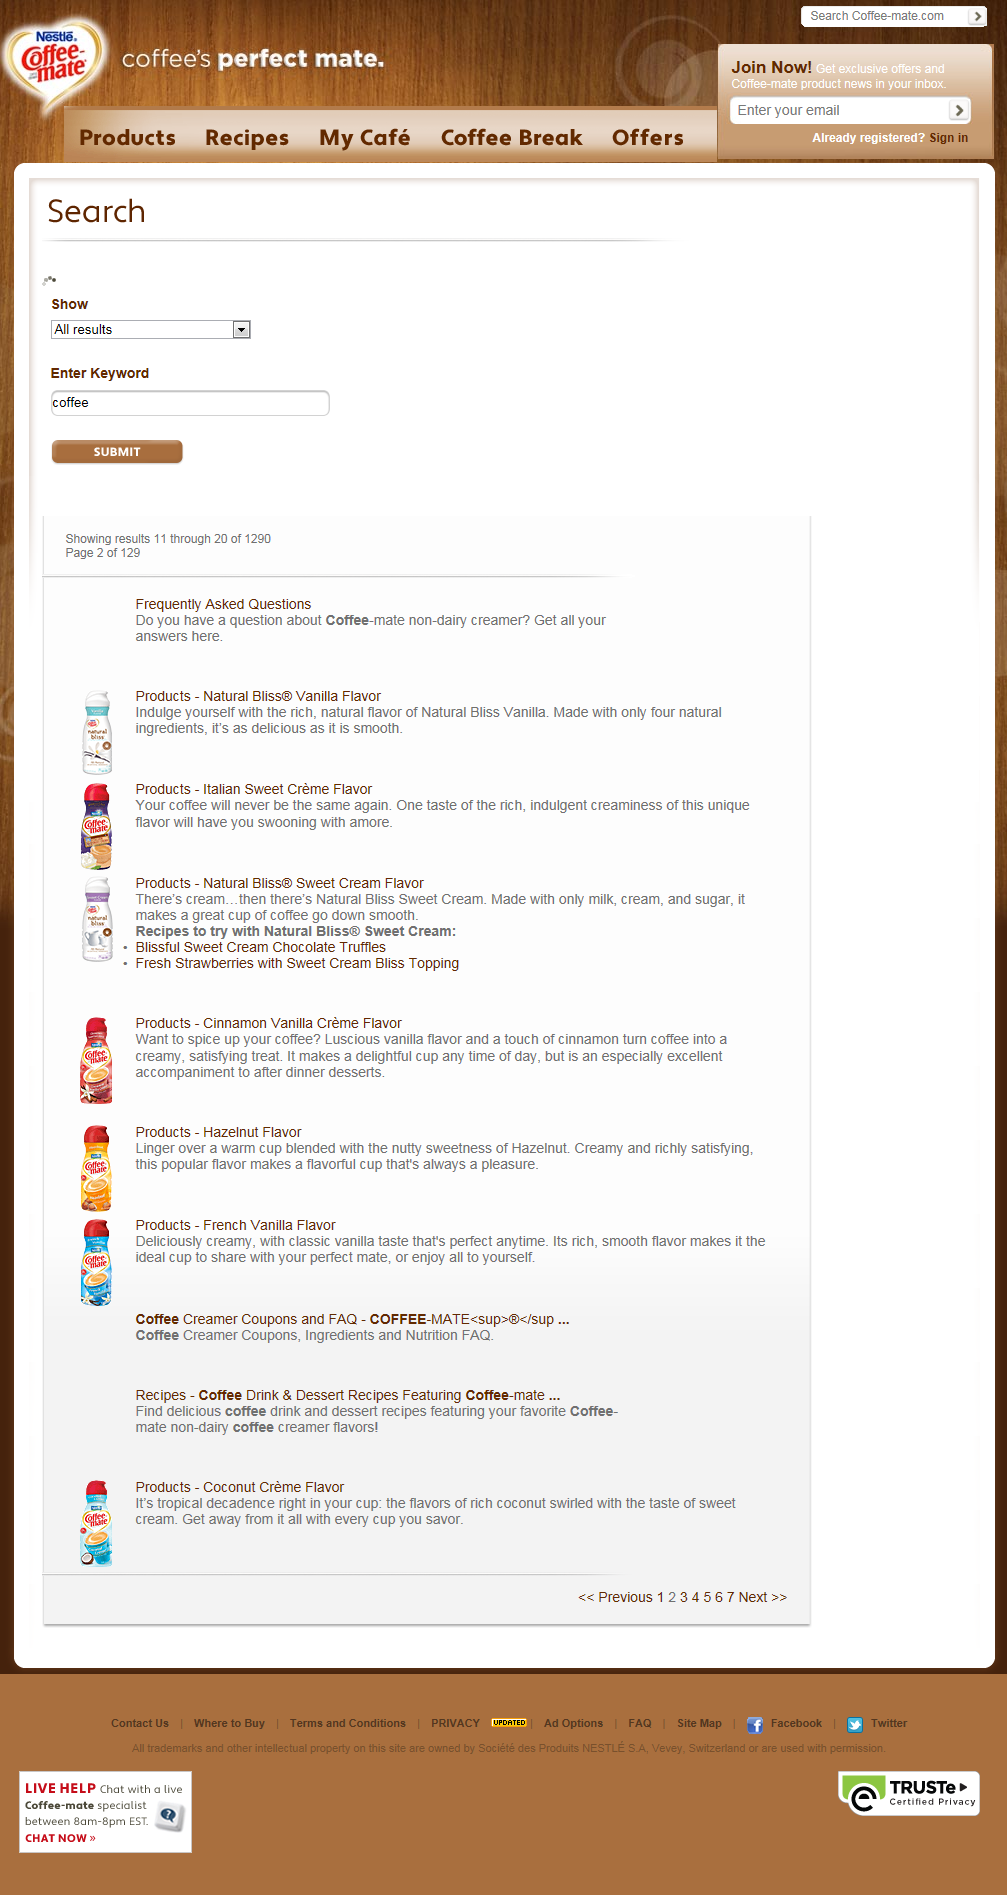 Nestlé
Coffee-
mate
coffee's perfect mate.
Search Coffee-mate.com
Join Now! Get exclusive offers and
Coffee-mate product news in your inbox.
Enter your email
Already registered? Sign in
Products Recipes My Café Coffee Break Offers
Search
Show
All results
Enter Keyword
coffee
SUBMIT
Showing results 11 through 20 of 1290
Page 2 of 129
Frequently Asked Questions
Do you have a question about Coffee-mate non-dairy creamer? Get all your
answers here.
Products - Natural Bliss® Vanilla Flavor
Indulge yourself with the rich, natural flavor of Natural Bliss Vanilla. Made with only four natural
ingredients, it's as delicious as it is smooth.
natural
bliss
Products - Italian Sweet Crème Flavor
Your coffee will never be the same again. One taste of the rich, indulgent creaminess of this unique
flavor will have you swooning with amore.
Coffee-
mate
Products - Natural Bliss® Sweet Cream Flavor
There's cream…then there's Natural Bliss Sweet Cream. Made with only milk, cream, and sugar, it
makes a great cup of coffee go down smooth.
Recipes to try with Natural Bliss® Sweet Cream:
• Blissful Sweet Cream Chocolate Truffles
• Fresh Strawberries with Sweet Cream Bliss Topping
natural
bliss
Products - Cinnamon Vanilla Crème Flavor
Want to spice up your coffee? Luscious vanilla flavor and a touch of cinnamon turn coffee into a
creamy, satisfying treat. It makes a delightful cup any time of day, but is an especially excellent
accompaniment to after dinner desserts.
Coffee-
mate
Products - Hazelnut Flavor
Linger over a warm cup blended with the nutty sweetness of Hazelnut. Creamy and richly satisfying,
this popular flavor makes a flavorful cup that's always a pleasure.
Coffee-
mate
Products - French Vanilla Flavor
Deliciously creamy, with classic vanilla taste that's perfect anytime. Its rich, smooth flavor makes it the
ideal cup to share with your perfect mate, or enjoy all to yourself.
Coffee-
mate
Coffee Creamer Coupons and FAQ - COFFEE-MATE<sup>®</sup ...
Coffee Creamer Coupons, Ingredients and Nutrition FAQ.
Recipes - Coffee Drink & Dessert Recipes Featuring Coffee-mate ...
Find delicious coffee drink and dessert recipes featuring your favorite Coffee-
mate non-dairy coffee creamer flavors!
Products - Coconut Crème Flavor
It's tropical decadence right in your cup: the flavors of rich coconut swirled with the taste of sweet
cream. Get away from it all with every cup you savor.
Coffee-
mate
<< Previous 1 2 3 4 5 6 7 Next >>
Contact Us | Where to Buy | Terms and Conditions | PRIVACY UPDATED | Ad Options | FAQ | Site Map | Facebook | Twitter
All trademarks and other intellectual property on this site are owned by Société des Produits NESTLÉ S.A, Vevey, Switzerland or are used with permission.
LIVE HELP Chat with a live
Coffee-mate specialist
between 8am-8pm EST.
CHAT NOW »
TRUSTe
Certified Privacy